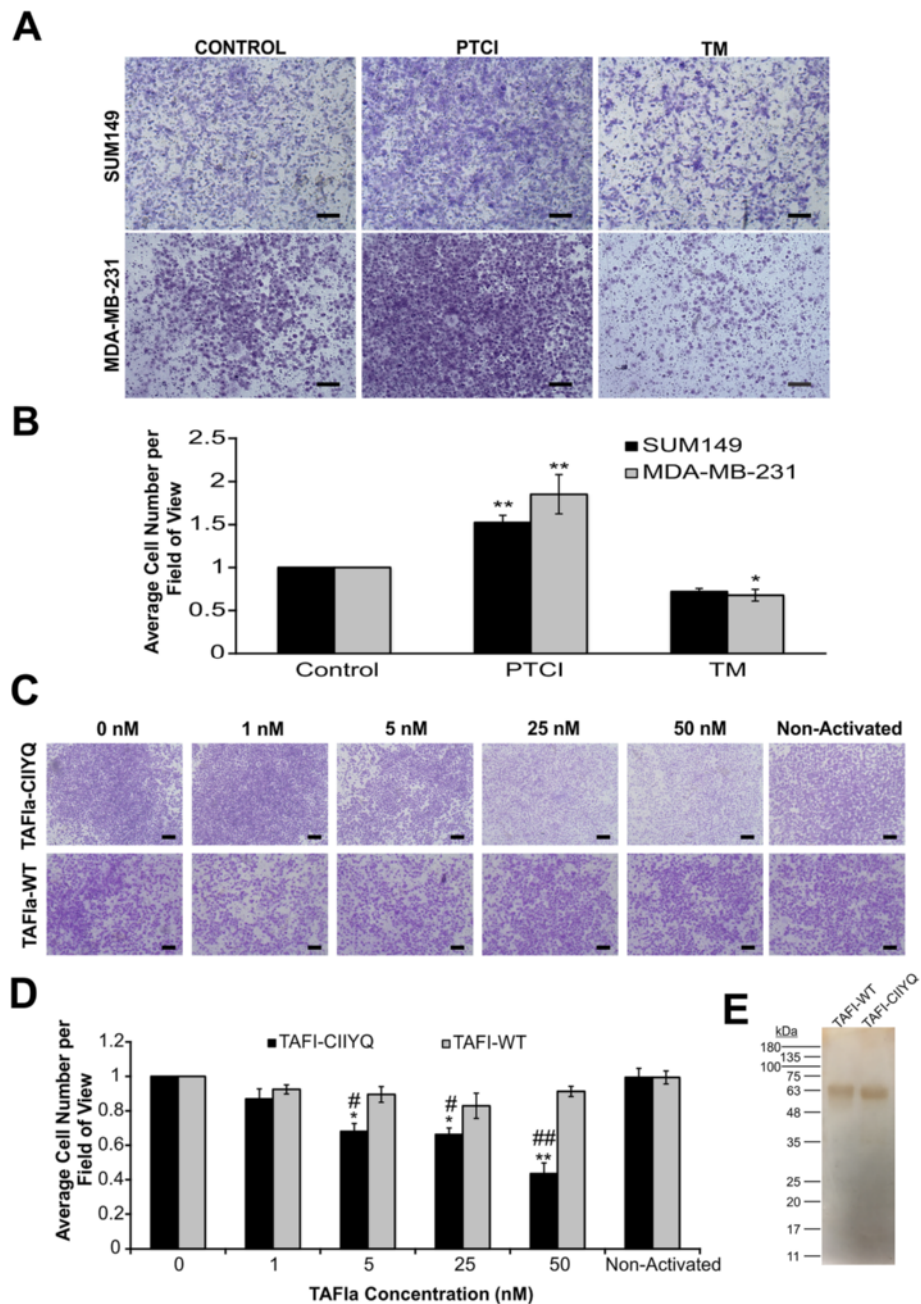 A
CONTROL PTCI TM
SUM149
MDA-MB-231
B
Average Cell Number per
Field of View
2.5
2
1.5
1
0.5
0
SUM149
MDA-MB-231
**
**
*
Control PTCI TM
C
0 nM 1 nM 5 nM 25 nM 50 nM Non-Activated
TAFIa-CIIYQ
TAFIa-WT
D
Average Cell Number per
Field of View
1.2
1
0.8
0.6
0.4
0.2
0
TAFI-CIIYQ TAFI-WT
#
*
#
*
##
**
0 1 5 25 50 Non-Activated
TAFIa Concentration (nM)
E
TAFI-WT
TAFI-CIIYQ
kDa
180
135
100
75
63
48
35
25
20
17
11